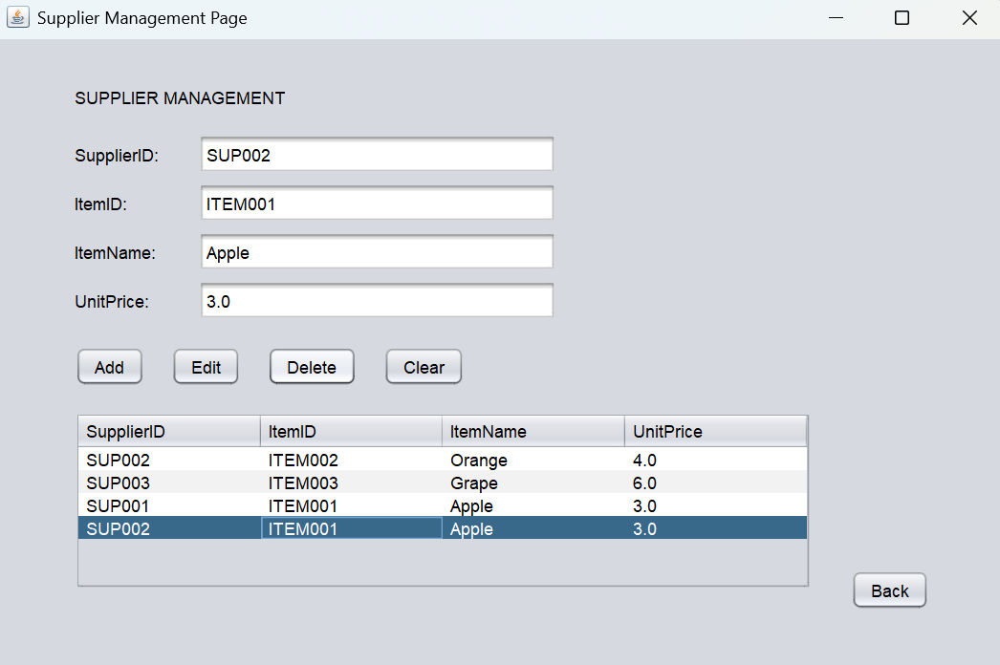 Supplier Management Page
SUPPLIER MANAGEMENT
SupplierID: SUP002
ItemID: ITEM001
ItemName: Apple
UnitPrice: 3.0
Add Edit Delete Clear
SupplierID ItemID ItemName UnitPrice
SUP002 ITEM002 Orange 4.0
SUP003 ITEM003 Grape 6.0
SUP001 ITEM001 Apple 3.0
SUP002 ITEM001 Apple 3.0
Back